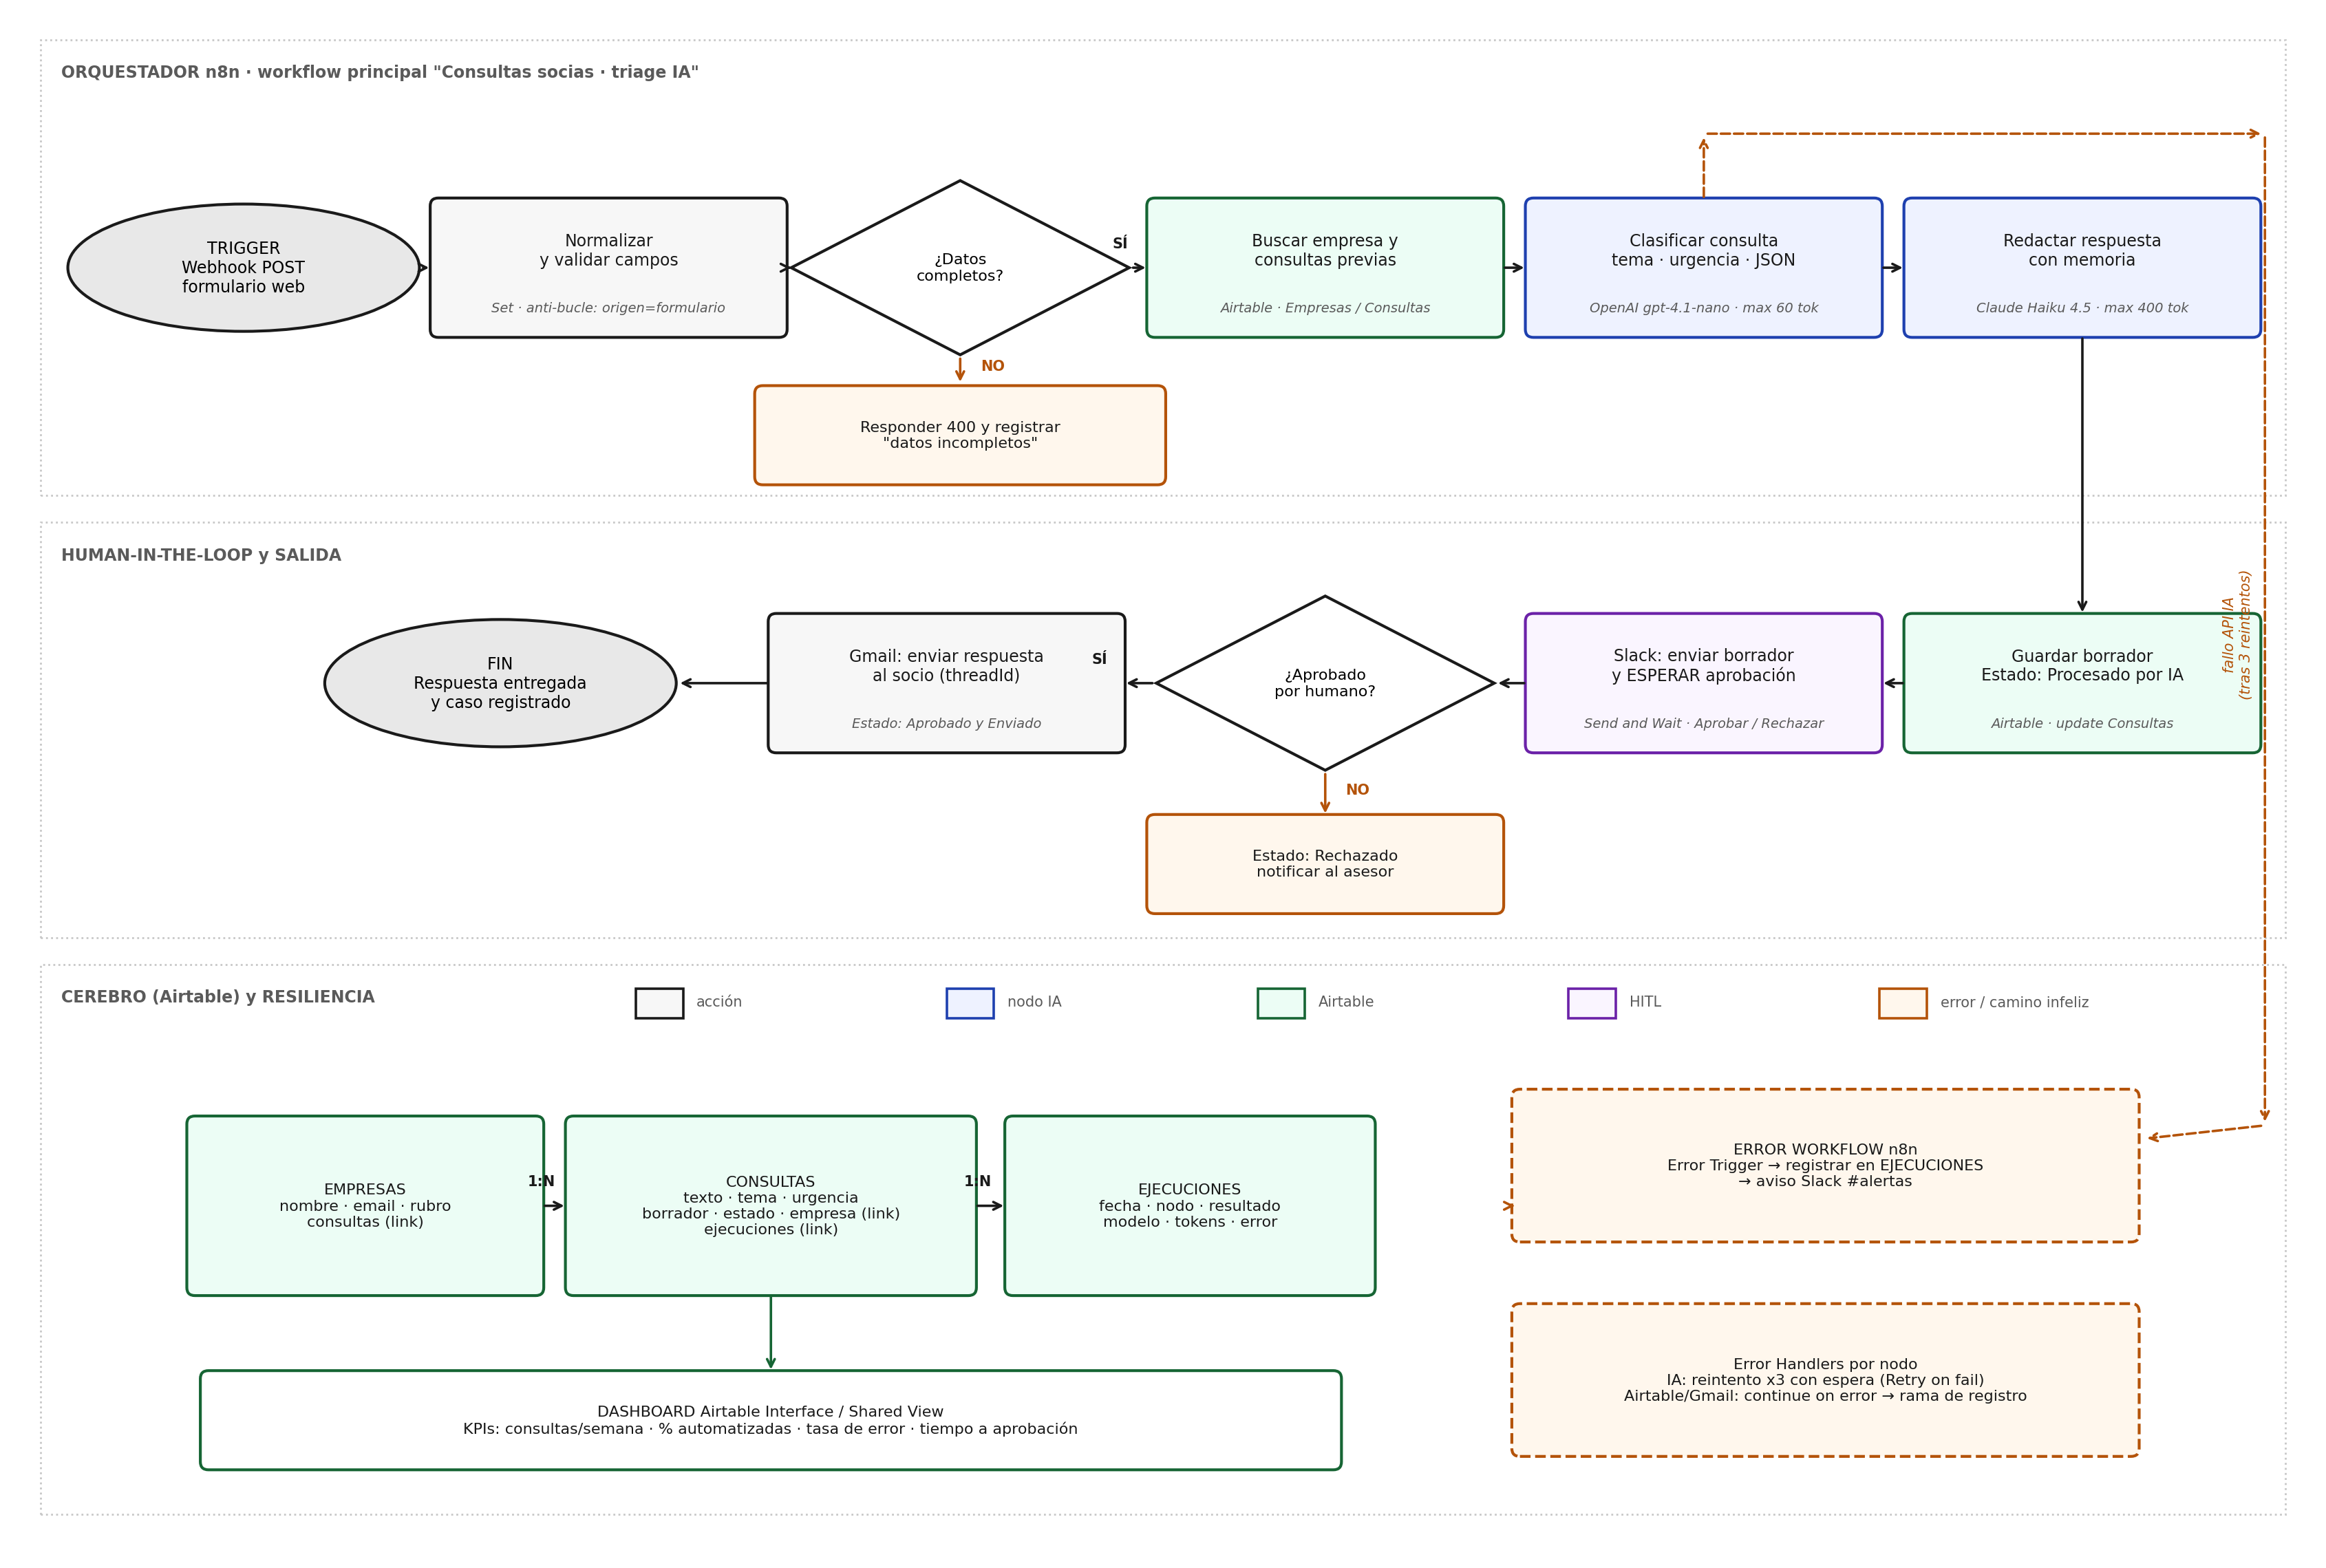 ORQUESTADOR n8n · workflow principal "Consultas socias · triage IA"
TRIGGER
Webhook POST
formulario web
Normalizar
y validar campos
Set · anti-bucle: origen=formulario
¿Datos
completos?
SÍ
Buscar empresa y
consultas previas
Airtable · Empresas / Consultas
Clasificar consulta
tema · urgencia · JSON
OpenAI gpt-4.1-nano · max 60 tok
Redactar respuesta
con memoria
Claude Haiku 4.5 · max 400 tok
NO
Responder 400 y registrar
"datos incompletos"
HUMAN-IN-THE-LOOP y SALIDA
FIN
Respuesta entregada
y caso registrado
Gmail: enviar respuesta
al socio (threadId)
Estado: Aprobado y Enviado
SÍ
¿Aprobado
por humano?
Slack: enviar borrador
y ESPERAR aprobación
Send and Wait · Aprobar / Rechazar
Guardar borrador
Estado: Procesado por IA
Airtable · update Consultas
fallo API IA
(tras 3 reintentos)
NO
Estado: Rechazado
notificar al asesor
CEREBRO (Airtable) y RESILIENCIA
acción
nodo IA
Airtable
HITL
error / camino infeliz
EMPRESAS
nombre · email · rubro
consultas (link)
1:N
CONSULTAS
texto · tema · urgencia
borrador · estado · empresa (link)
ejecuciones (link)
1:N
EJECUCIONES
fecha · nodo · resultado
modelo · tokens · error
ERROR WORKFLOW n8n
Error Trigger → registrar en EJECUCIONES
→ aviso Slack #alertas
Error Handlers por nodo
IA: reintento x3 con espera (Retry on fail)
Airtable/Gmail: continue on error → rama de registro
DASHBOARD Airtable Interface / Shared View
KPIs: consultas/semana · % automatizadas · tasa de error · tiempo a aprobación